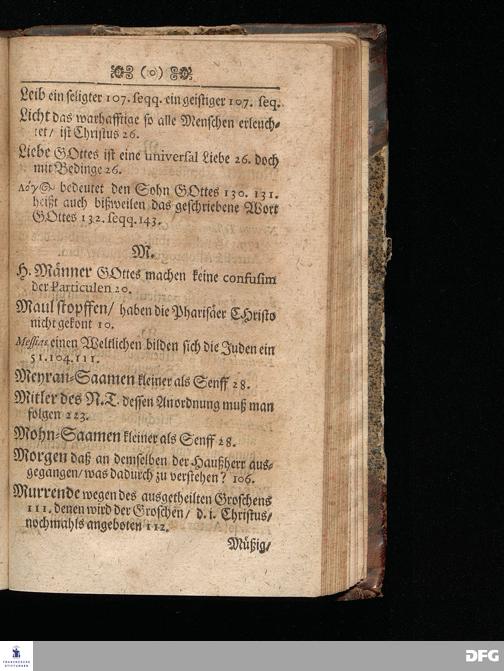 (o)
Leib ein seligter 107. seqq. ein geistiger 107. seq.
Licht das warhafftige so alle Menschen erleuch-
tet/ ist Christus 26.
Liebe GOttes ist eine universal Liebe 26. doch
mit Bedinge 26.
λόγος bedeutet den Sohn GOttes 130. 131.
heißt auch bißweilen das geschriebene Wort
GOttes 132. seqq. 143.
M.
H. Männer GOttes machen keine confusim
der Particulen 20.
Maul stopffen/ haben die Pharisäer CHristo
nicht gekont 10.
Messias, einen Weltlichen bilden sich die Juden ein
51. 104. 111.
Meyran-Saamen kleiner als Senff 28.
Mitler des N. T. dessen Anordnung muß man
folgen 223.
Mohn-Saamen kleiner als Senff 28.
Morgen daß an demselben der Haußherr aus-
gegangen/ was dadurch zu verstehen? 106.
Murrende wegen des ausgetheilten Groschens
111. denen wird der Groschen/ d. i. Christus/
nochmahls angeboten 112.
Müßig/
FRANCKESCHE
STIFTUNGEN
DFG